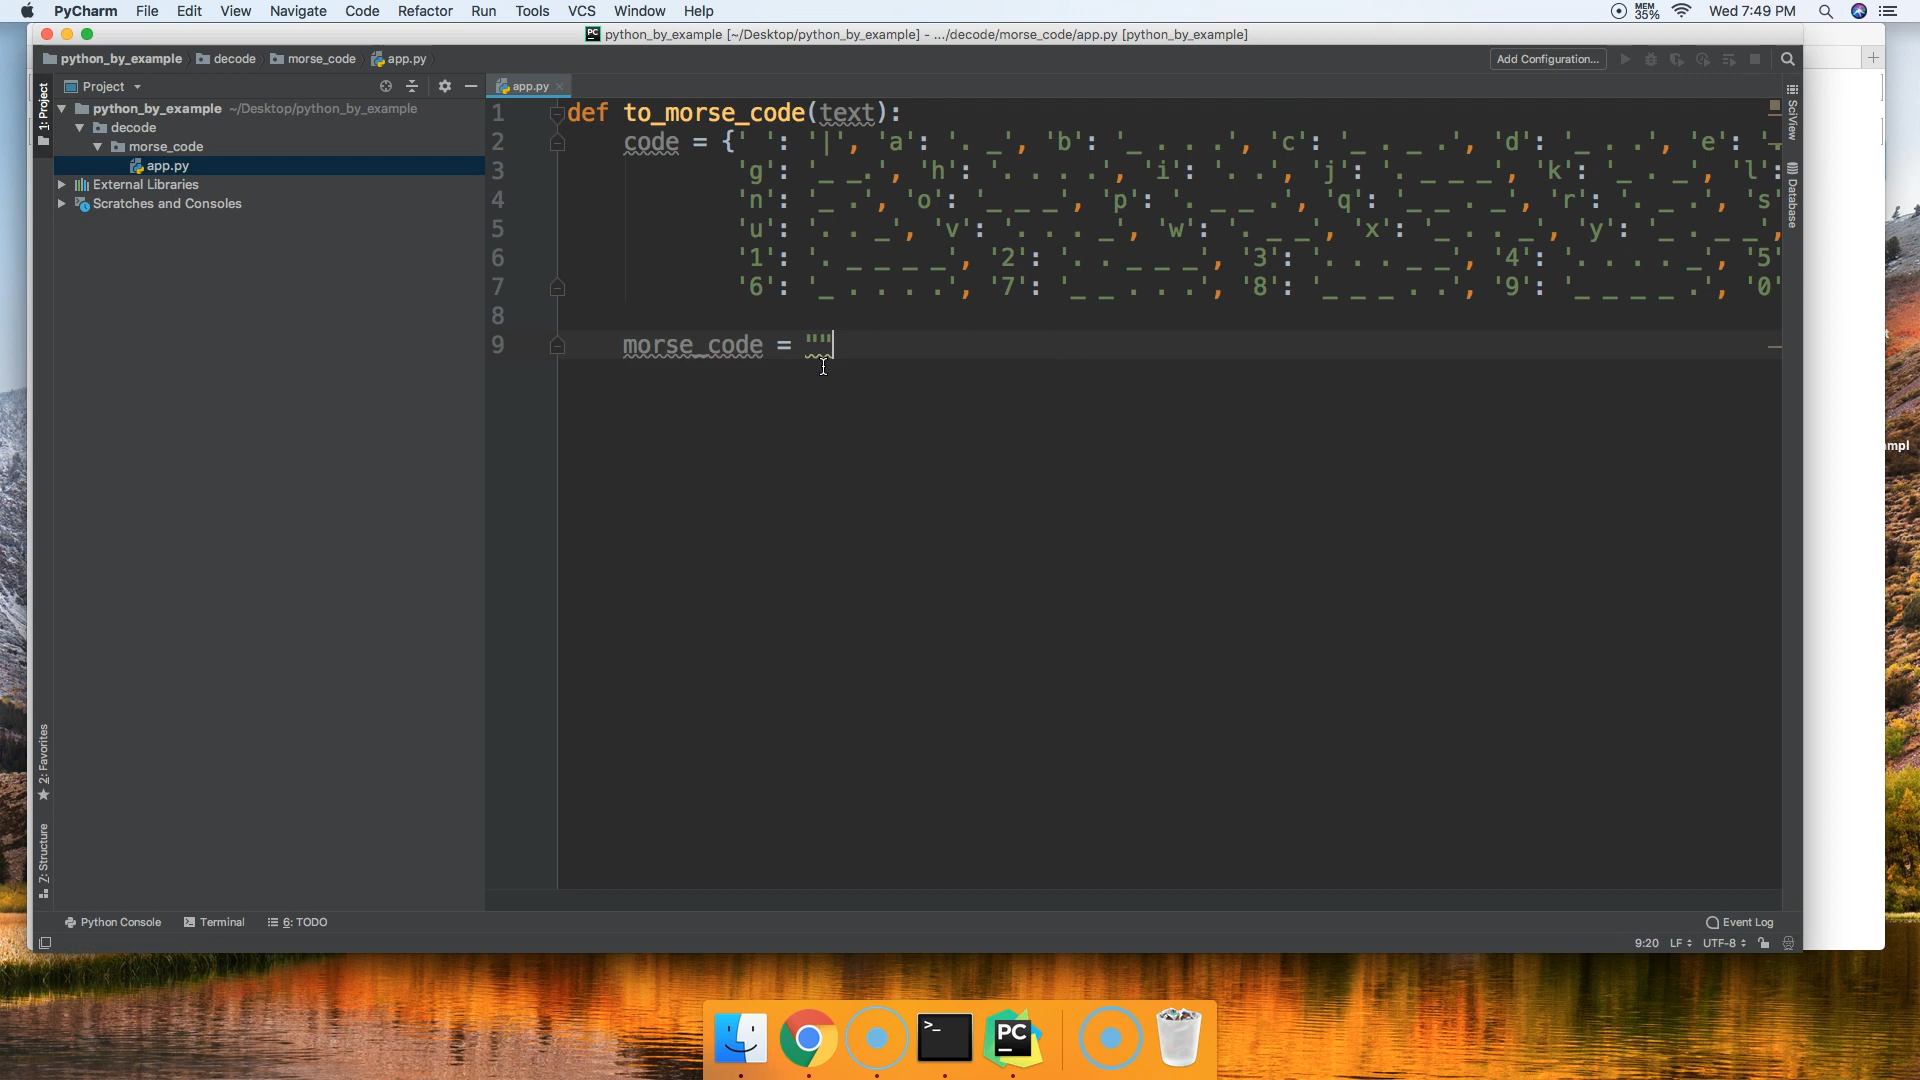 PyCharm File Edit View Navigate Code Refactor Run Tools VCS Window Help MEM 35% Wed 7:49 PM
python_by_example [~/Desktop/python_by_example] - .../decode/morse_code/app.py [python_by_example]
python_by_example decode morse_code app.py Add Configuration...
Project app.py
1: Project
python_by_example ~/Desktop/python_by_example
decode
morse_code
app.py
External Libraries
Scratches and Consoles
1 def to_morse_code(text):
2 code = {' ': '|', 'a': '._', 'b': '_...', 'c': '_._.', 'd': '_..', 'e': '.
3 'g': '__.', 'h': '....', 'i': '..', 'j': '.___', 'k': '_._', 'l':
4 'n': '_.', 'o': '___', 'p': '.__.', 'q': '__._', 'r': '._.', 's'
5 'u': '.._', 'v': '..._', 'w': '.__', 'x': '_.._', 'y': '_.__',
6 '1': '.____', '2': '..___', '3': '...__', '4': '...._', '5'
7 '6': '_....', '7': '__...', '8': '___..', '9': '____.', '0'
8
9 morse_code = ""
SciView
Database
mpl
2: Favorites
7: Structure
Python Console Terminal 6: TODO Event Log
9:20 LF UTF-8
>_ PC